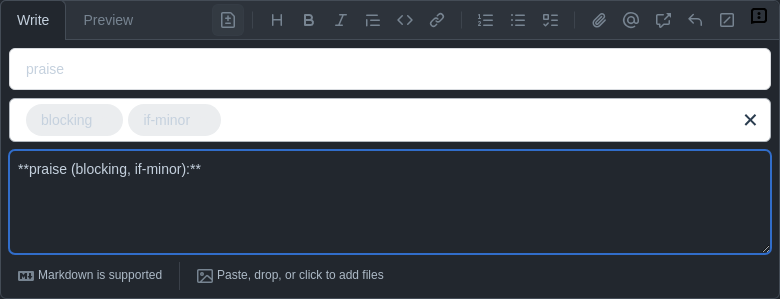 Write Preview
praise
blocking if-minor
**praise (blocking, if-minor):**
Markdown is supported Paste, drop, or click to add files